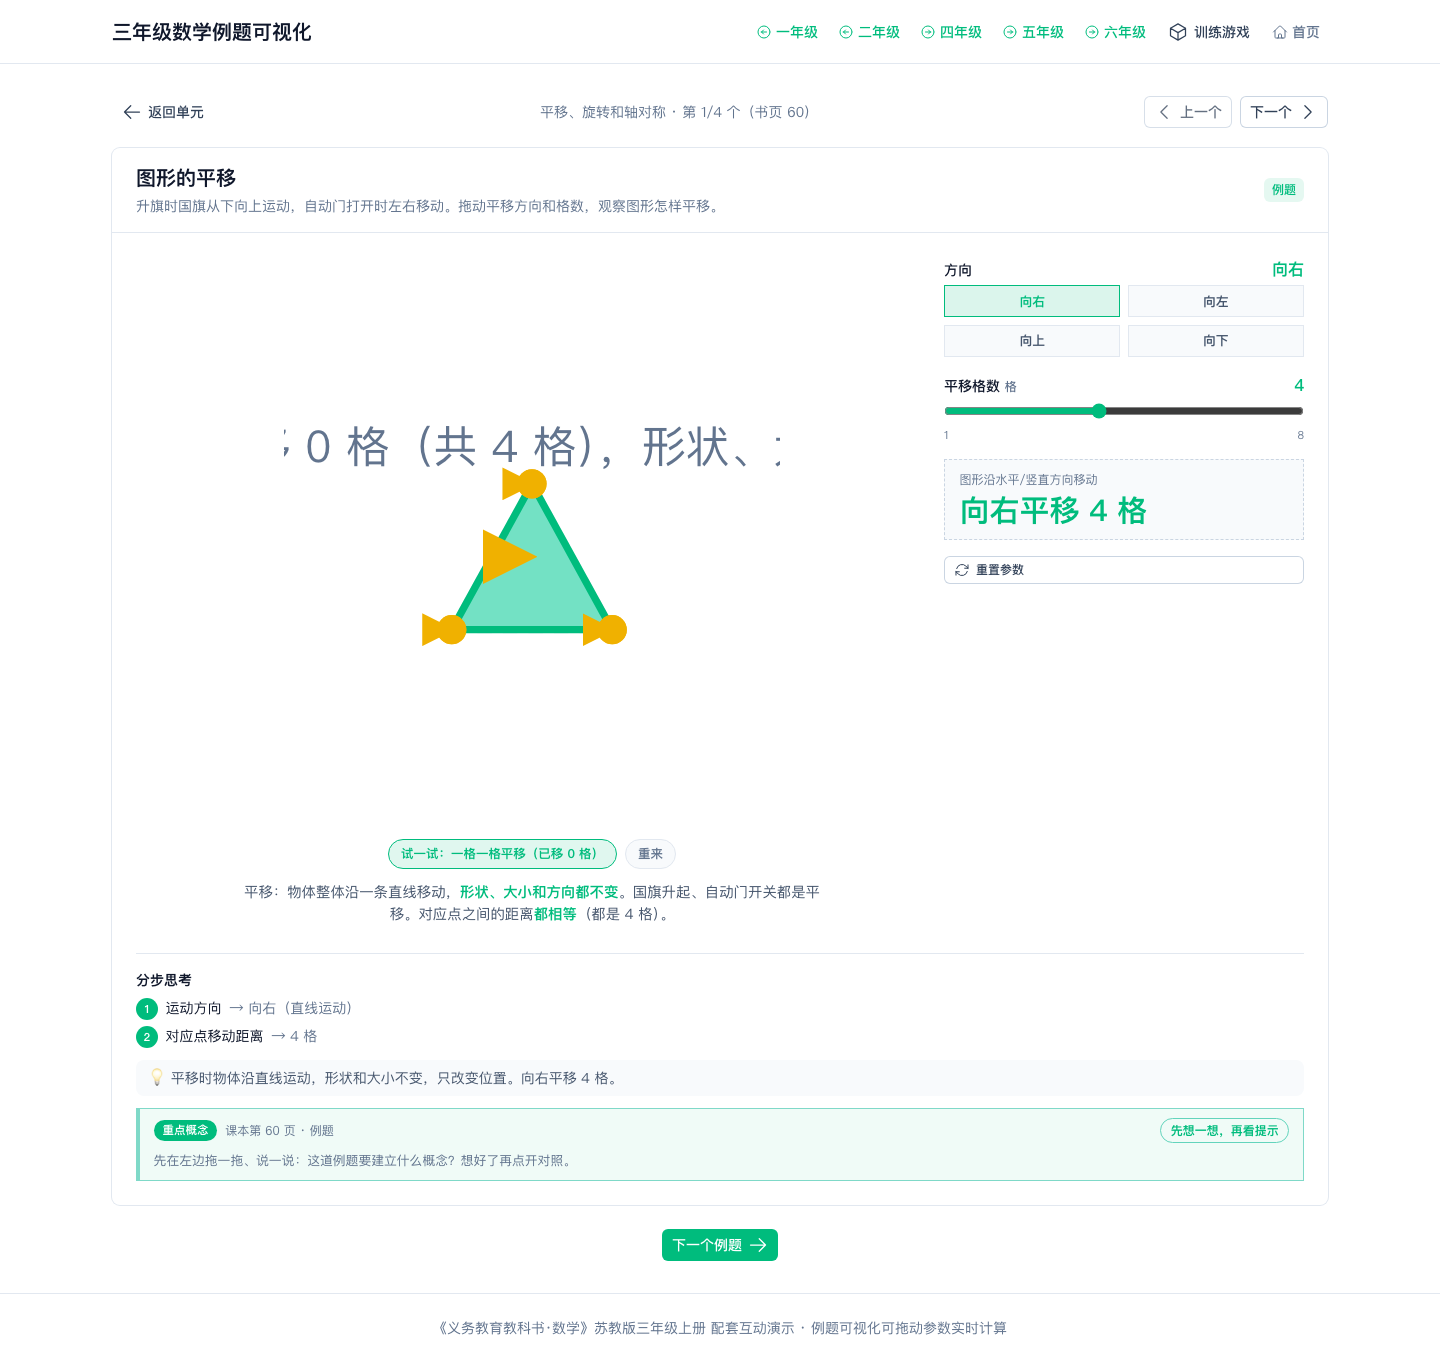 三年级数学例题可视化
一年级 二年级 四年级 五年级 六年级 训练游戏 首页
返回单元
平移、旋转和轴对称 · 第 1/4 个（书页 60）
上一个 下一个
图形的平移
升旗时国旗从下向上运动，自动门打开时左右移动。拖动平移方向和格数，观察图形怎样平移。
例题
0 格（共 4 格），形状、
方向 向右
向右 向左
向上 向下
平移格数 格 4
1 8
图形沿水平/竖直方向移动
向右平移 4 格
重置参数
试一试：一格一格平移（已移 0 格） 重来
平移：物体整体沿一条直线移动，形状、大小和方向都不变。国旗升起、自动门开关都是平
移。对应点之间的距离都相等（都是 4 格）。
分步思考
1 运动方向 → 向右（直线运动）
2 对应点移动距离 → 4 格
💡 平移时物体沿直线运动，形状和大小不变，只改变位置。向右平移 4 格。
重点概念 课本第 60 页 · 例题 先想一想，再看提示
先在左边拖一拖、说一说：这道例题要建立什么概念？想好了再点开对照。
下一个例题
《义务教育教科书·数学》苏教版三年级上册 配套互动演示 · 例题可视化可拖动参数实时计算